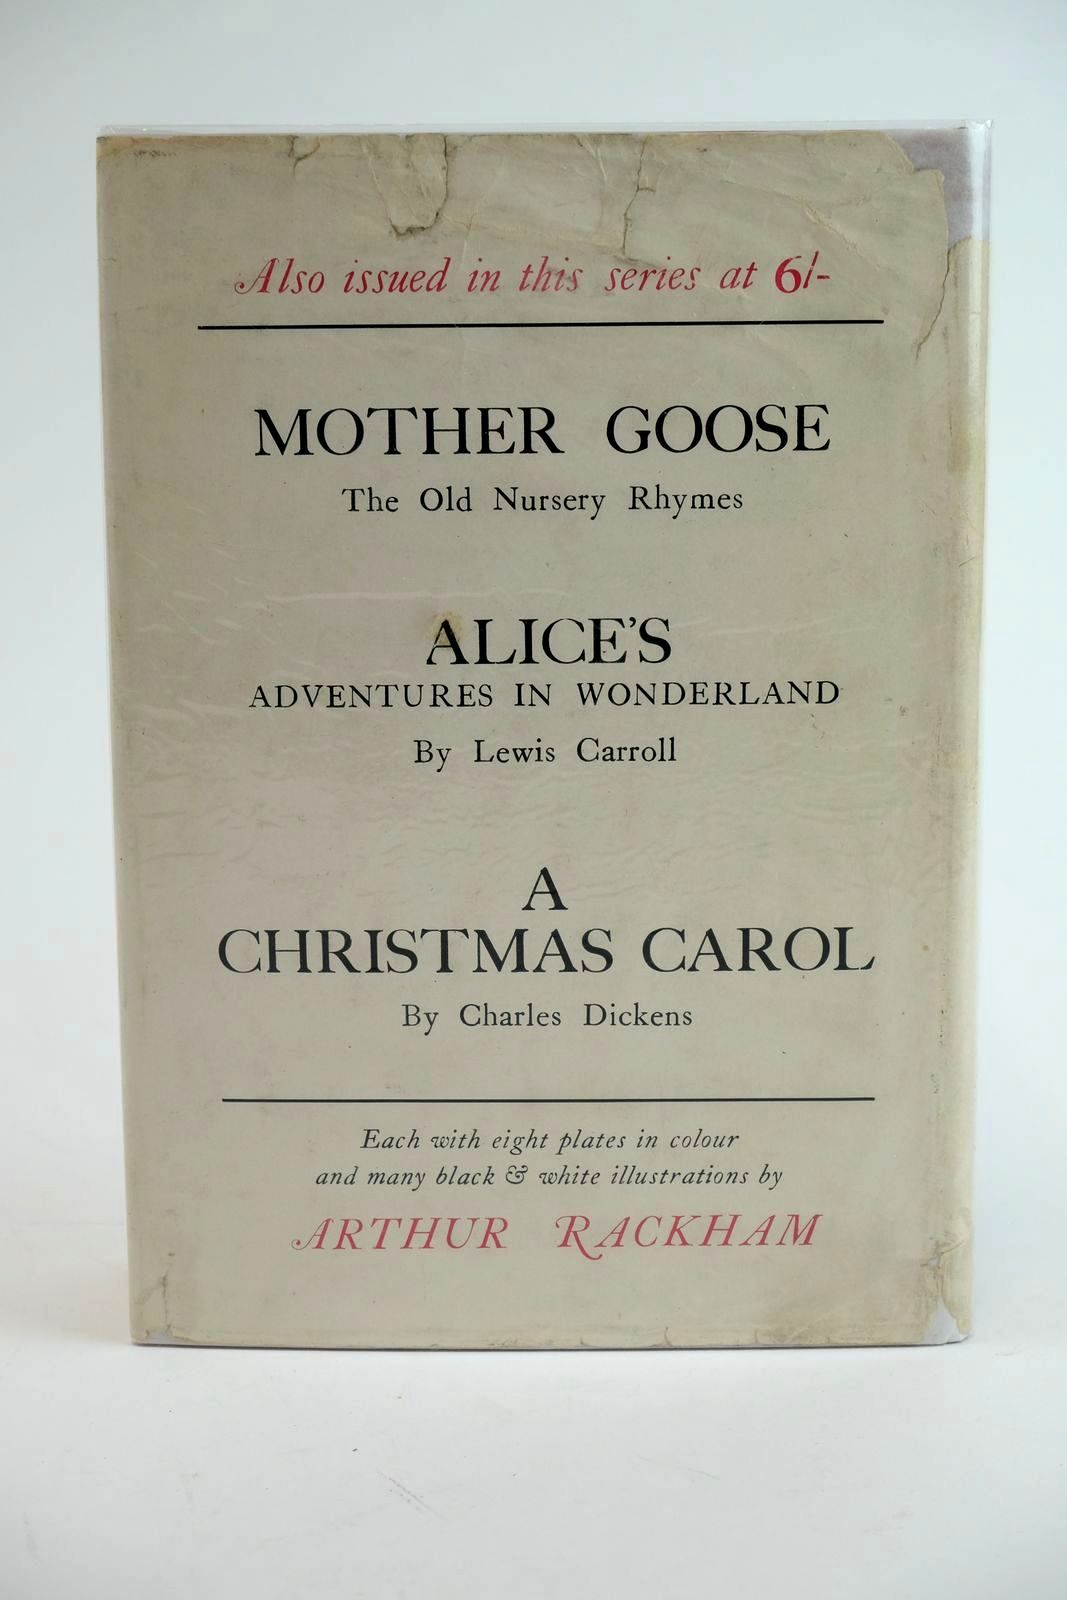 Also issued in this series at 6/-
MOTHER GOOSE
The Old Nursery Rhymes
ALICE'S
ADVENTURES IN WONDERLAND
By Lewis Carroll
A
CHRISTMAS CAROL
By Charles Dickens
Each with eight plates in colour
and many black & white illustrations by
ARTHUR RACKHAM